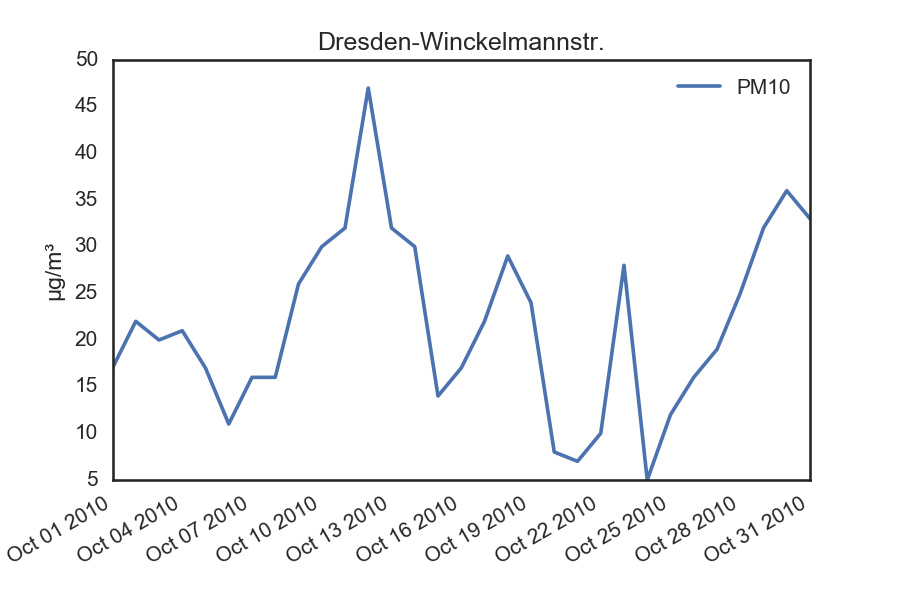 Dresden-Winckelmannstr.
50
45
40
35
30
25
20
15
10
5
µg/m³
PM10
Oct 01 2010
Oct 04 2010
Oct 07 2010
Oct 10 2010
Oct 13 2010
Oct 16 2010
Oct 19 2010
Oct 22 2010
Oct 25 2010
Oct 28 2010
Oct 31 2010